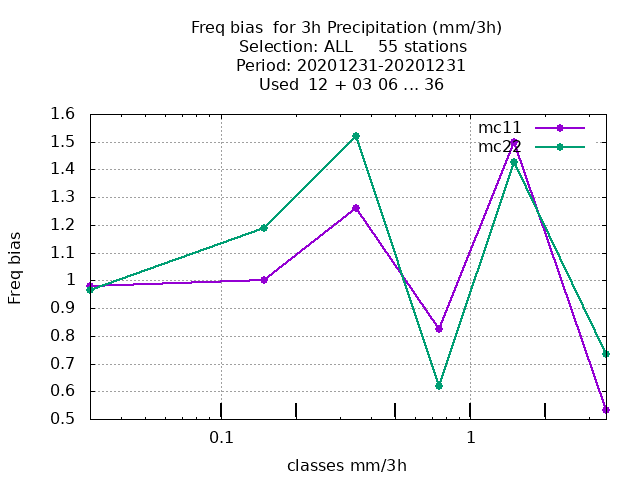 Freq bias for 3h Precipitation (mm/3h)
Selection: ALL 55 stations
Period: 20201231-20201231
Used 12 + 03 06 ... 36
mc11
mc22
1.6
1.5
1.4
1.3
1.2
1.1
1
0.9
0.8
0.7
0.6
0.5
Freq bias
0.1 1
classes mm/3h